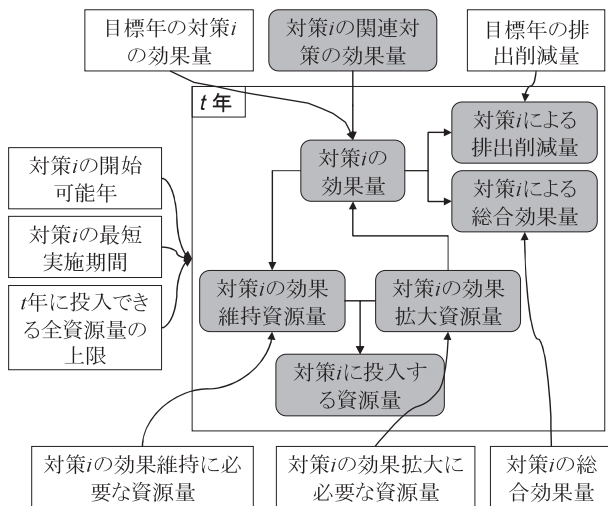 目標年の対策i
の効果量
対策iの関連対
策の効果量
目標年の排
出削減量
t 年
対策iの
効果量
対策iによる
排出削減量
対策iによる
総合効果量
対策iの開始
可能年
対策iの最短
実施期間
t年に投入でき
る全資源量の
上限
対策iの効果
維持資源量
対策iの効果
拡大資源量
対策iに投入す
る資源量
対策iの効果維持に必
要な資源量
対策iの効果拡大に
必要な資源量
対策iの総
合効果量